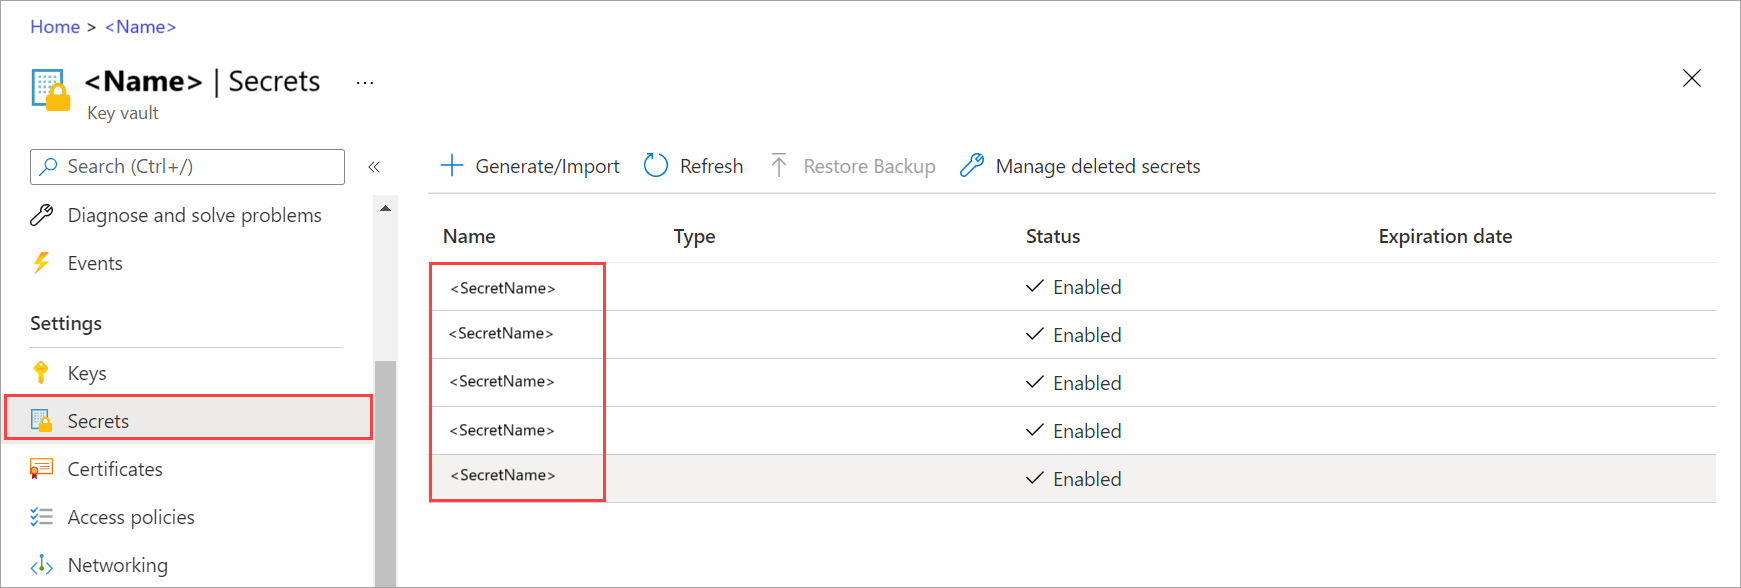 Home > <Name>
<Name> | Secrets ...
Key vault
Search (Ctrl+/) «
Diagnose and solve problems
Events
Settings
Keys
Secrets
Certificates
Access policies
Networking
Generate/Import Refresh Restore Backup Manage deleted secrets
Name Type Status Expiration date
<SecretName> Enabled
<SecretName> Enabled
<SecretName> Enabled
<SecretName> Enabled
<SecretName> Enabled